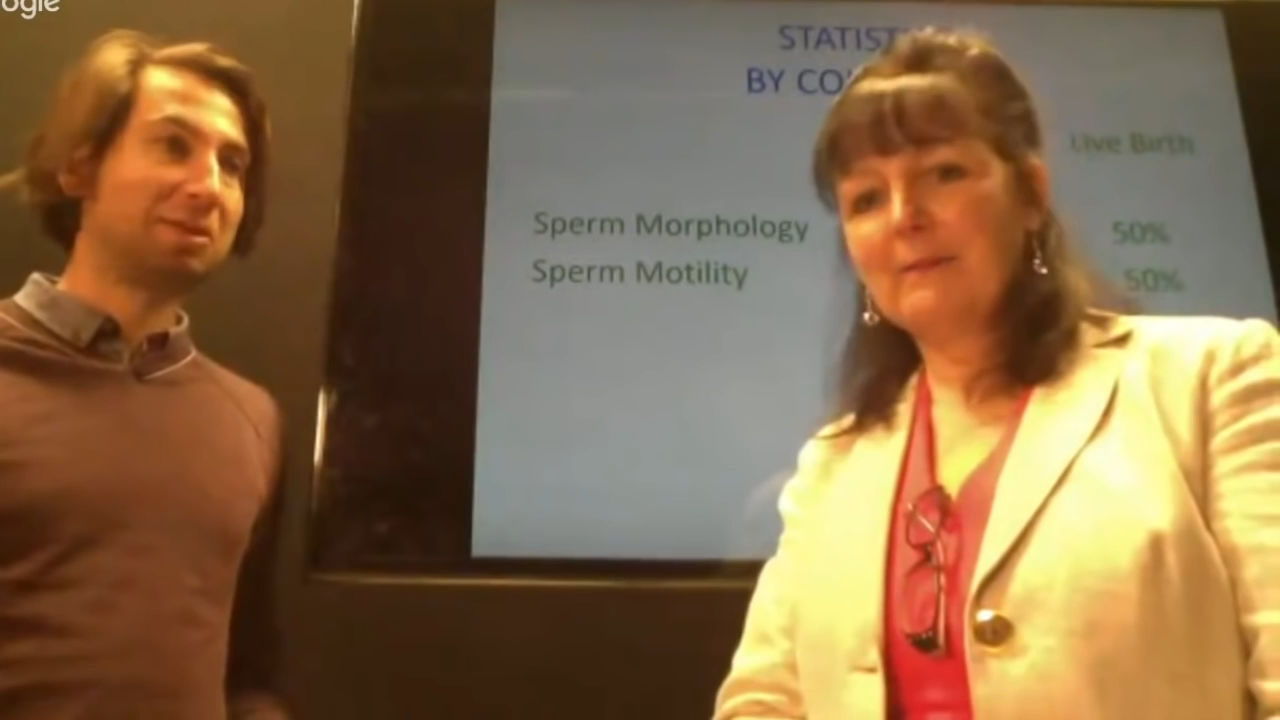 ogle
STATIST
BY CO
Live Birth
Sperm Morphology 50%
Sperm Motility 50%